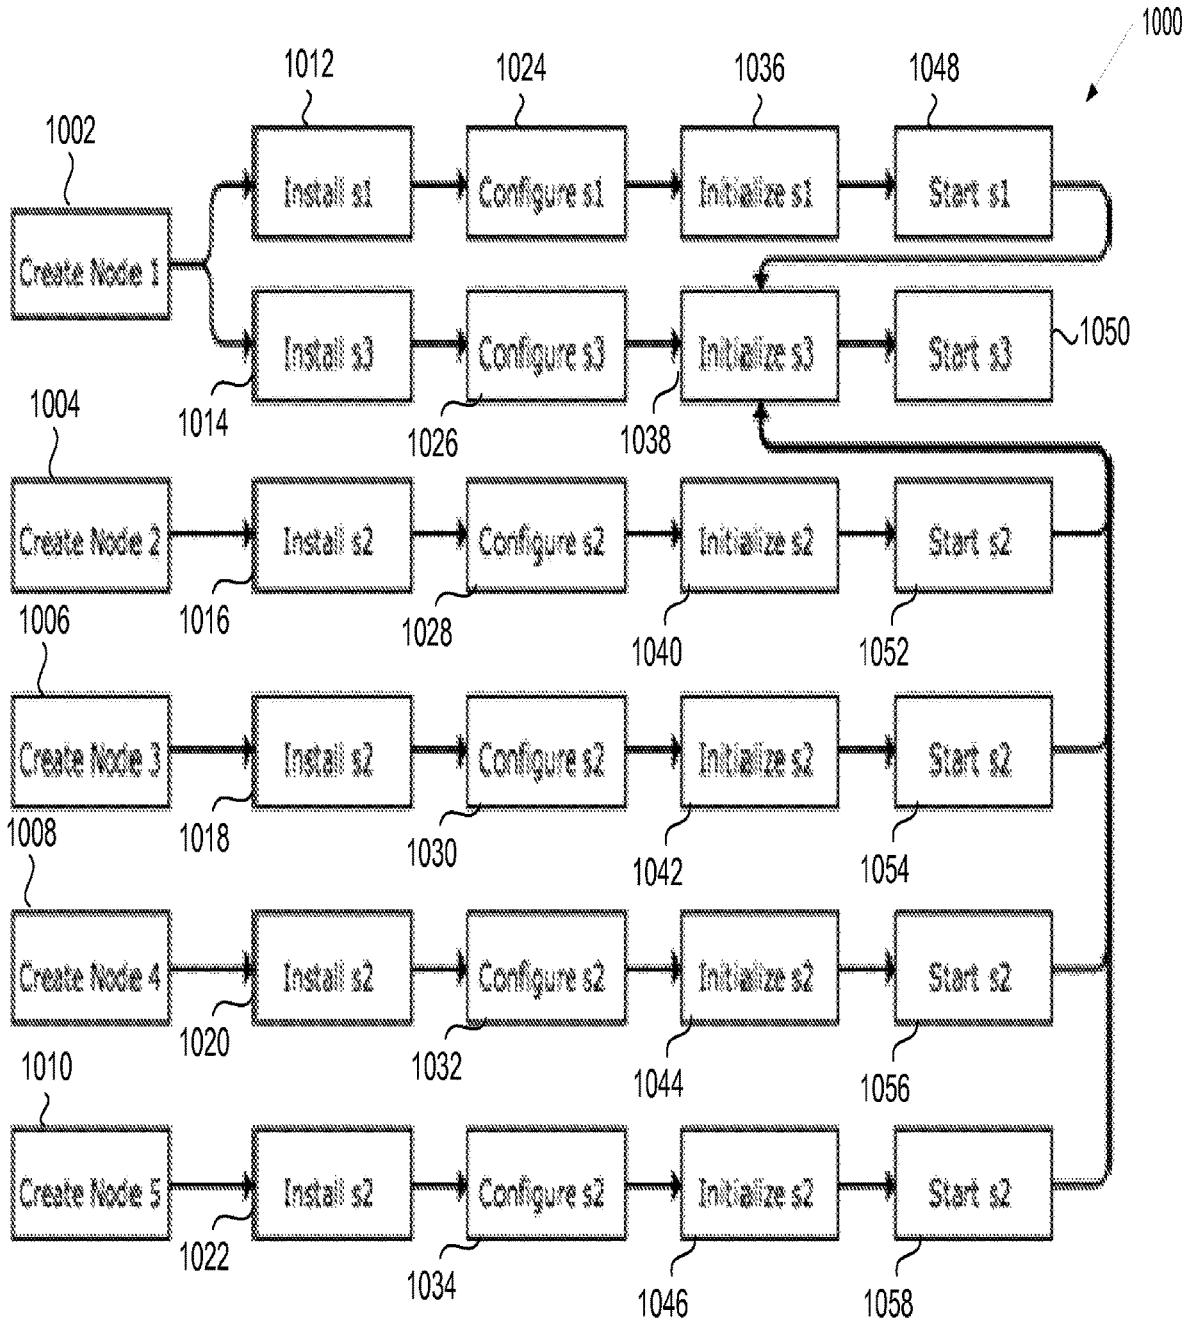 1000
1012 1024 1036 1048
1002
Install s1 Configure s1 Initialize s1 Start s1
Create Node 1
Install s3 Configure s3 Initialize s3 Start s3
1050
1014 1026 1038
1004
Create Node 2 Install s2 Configure s2 Initialize s2 Start s2
1016 1028 1040 1052
1006
Create Node 3 Install s2 Configure s2 Initialize s2 Start s2
1018 1030 1042 1054
1008
Create Node 4 Install s2 Configure s2 Initialize s2 Start s2
1020 1032 1044 1056
1010
Create Node 5 Install s2 Configure s2 Initialize s2 Start s2
1022 1034 1046 1058